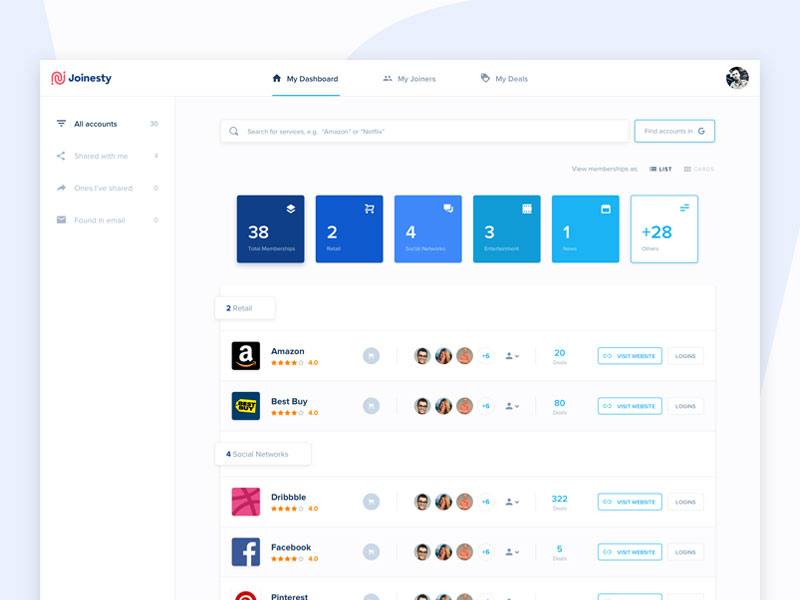 Joinesty
My Dashboard
My Joiners
My Deals
All accounts 30
Shared with me 4
Ones I've shared 0
Found in email 0
Search for services, e.g. "Amazon" or "Netflix"
Find accounts in G
View memberships as: LIST CARDS
38
Total Memberships
2
Retail
4
Social Networks
3
Entertainment
1
News
+28
Others
2 Retail
a
Amazon
4.0
+6
20
Deals
VISIT WEBSITE
LOGINS
BEST BUY
Best Buy
4.0
+6
80
Deals
VISIT WEBSITE
LOGINS
4 Social Networks
Dribbble
4.0
+6
322
Deals
VISIT WEBSITE
LOGINS
f
Facebook
4.0
+6
5
Deals
VISIT WEBSITE
LOGINS
Pinterest